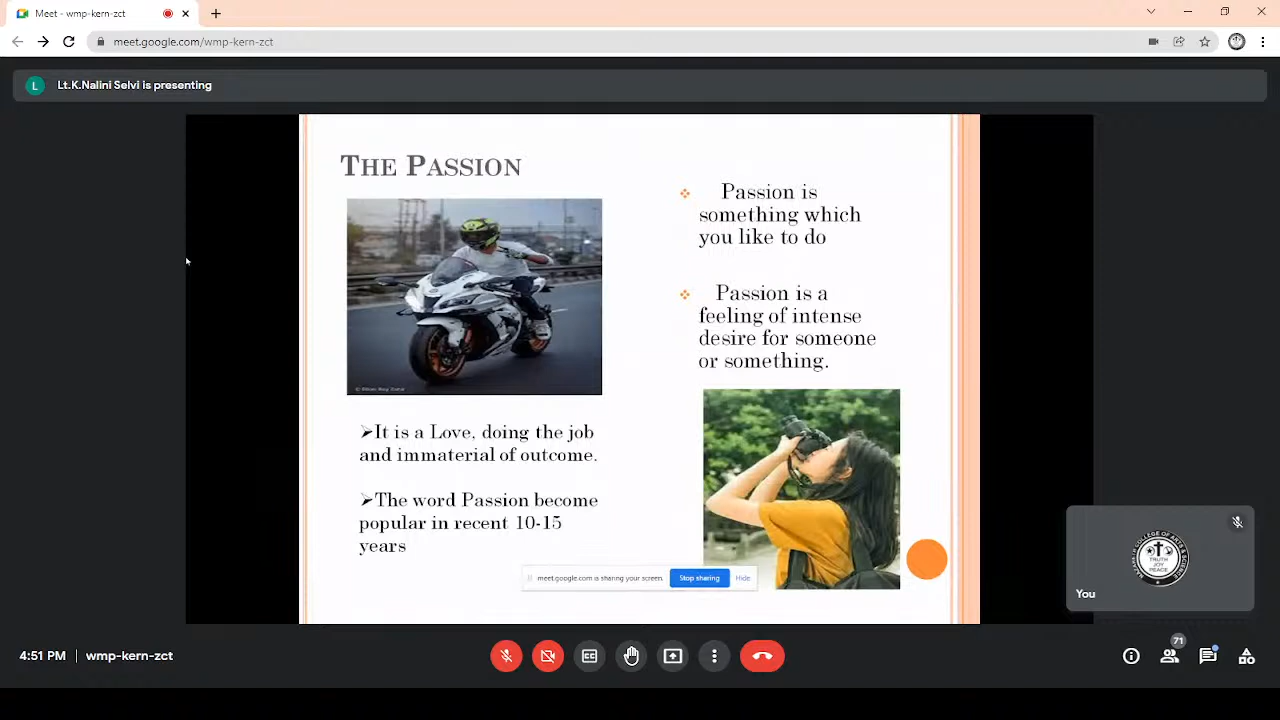 Meet - wmp-kern-zct
meet.google.com/wmp-kern-zct
L
Lt.K.Nalini Selvi is presenting
THE PASSION
➢It is a Love, doing the job
and immaterial of outcome.
➢The word Passion become
popular in recent 10-15
years
❖ Passion is
something which
you like to do
❖ Passion is a
feeling of intense
desire for someone
or something.
meet.google.com is sharing your screen.
Stop sharing
Hide
TRUTH
JOY
PEACE
You
4:51 PM | wmp-kern-zct
71